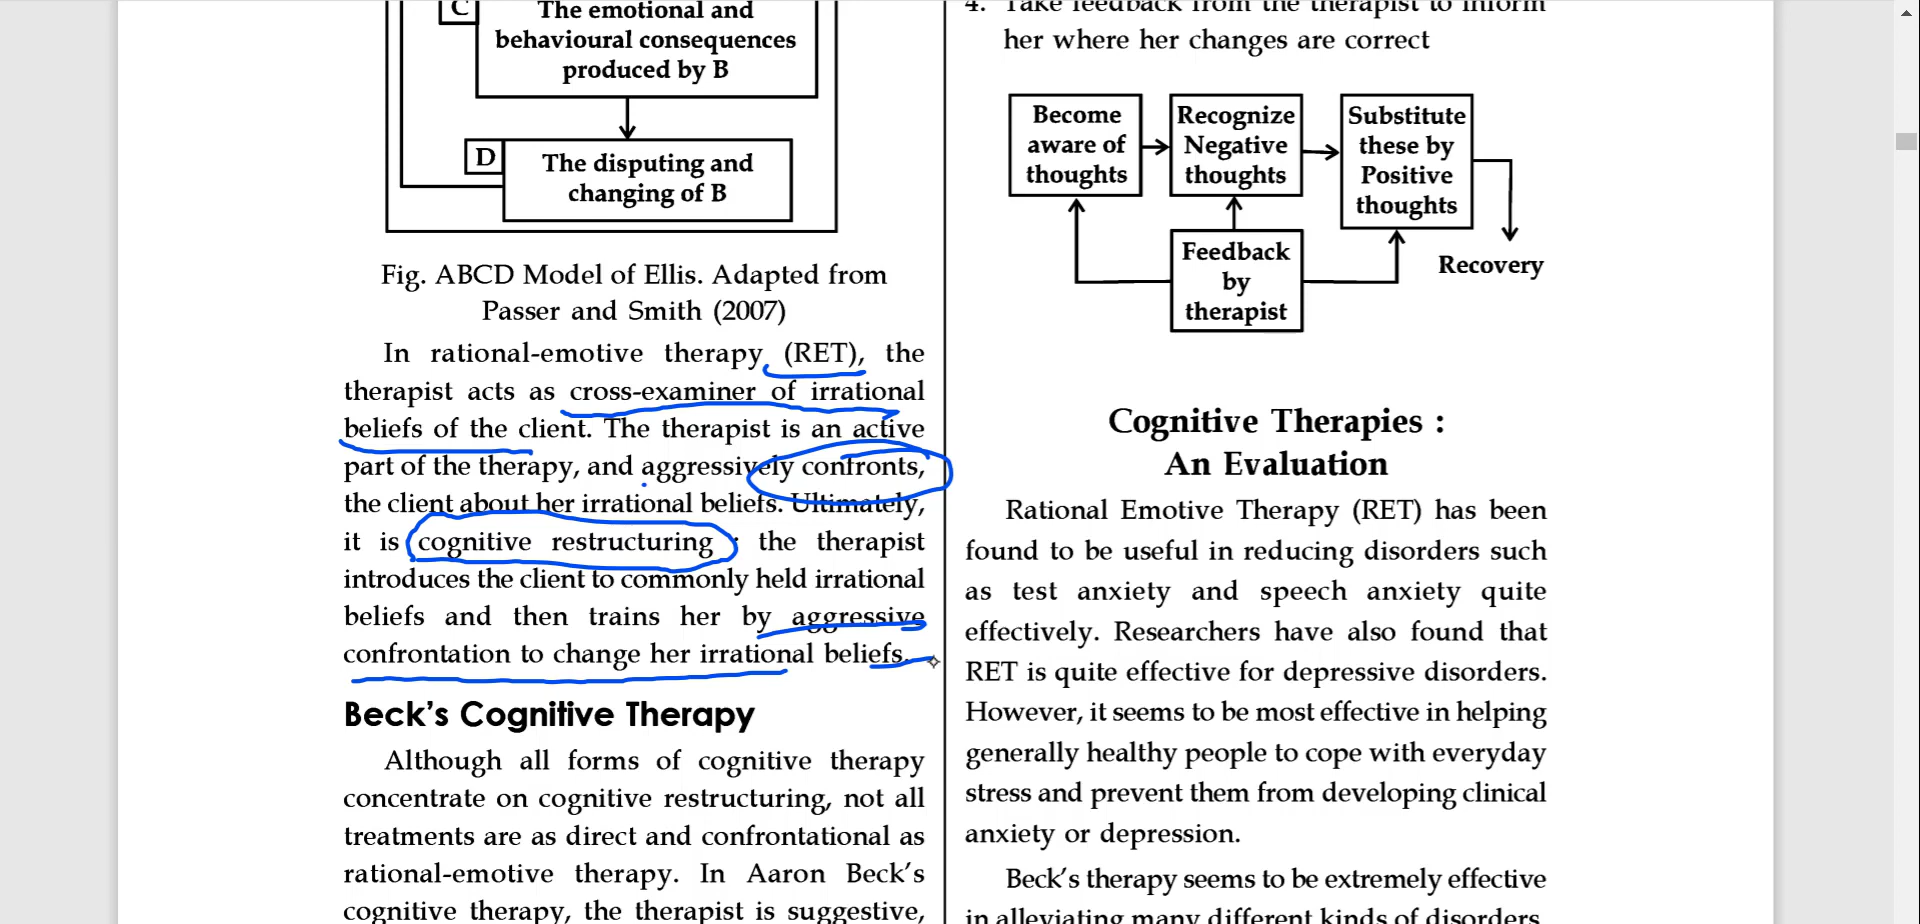 C
The emotional and
behavioural consequences
produced by B
D
The disputing and
changing of B
Fig. ABCD Model of Ellis. Adapted from
Passer and Smith (2007)
In rational-emotive therapy (RET), the
therapist acts as cross-examiner of irrational
beliefs of the client. The therapist is an active
part of the therapy, and aggressively confronts,
the client about her irrational beliefs. Ultimately,
it is cognitive restructuring : the therapist
introduces the client to commonly held irrational
beliefs and then trains her by aggressive
confrontation to change her irrational beliefs.
Beck's Cognitive Therapy
Although all forms of cognitive therapy
concentrate on cognitive restructuring, not all
treatments are as direct and confrontational as
rational-emotive therapy. In Aaron Beck's
cognitive therapy, the therapist is suggestive,
4. Take feedback from the therapist to inform
her where her changes are correct
Become
aware of
thoughts
Recognize
Negative
thoughts
Substitute
these by
Positive
thoughts
Feedback
by
therapist
Recovery
Cognitive Therapies :
An Evaluation
Rational Emotive Therapy (RET) has been
found to be useful in reducing disorders such
as test anxiety and speech anxiety quite
effectively. Researchers have also found that
RET is quite effective for depressive disorders.
However, it seems to be most effective in helping
generally healthy people to cope with everyday
stress and prevent them from developing clinical
anxiety or depression.
Beck's therapy seems to be extremely effective
in alleviating many different kinds of disorders.